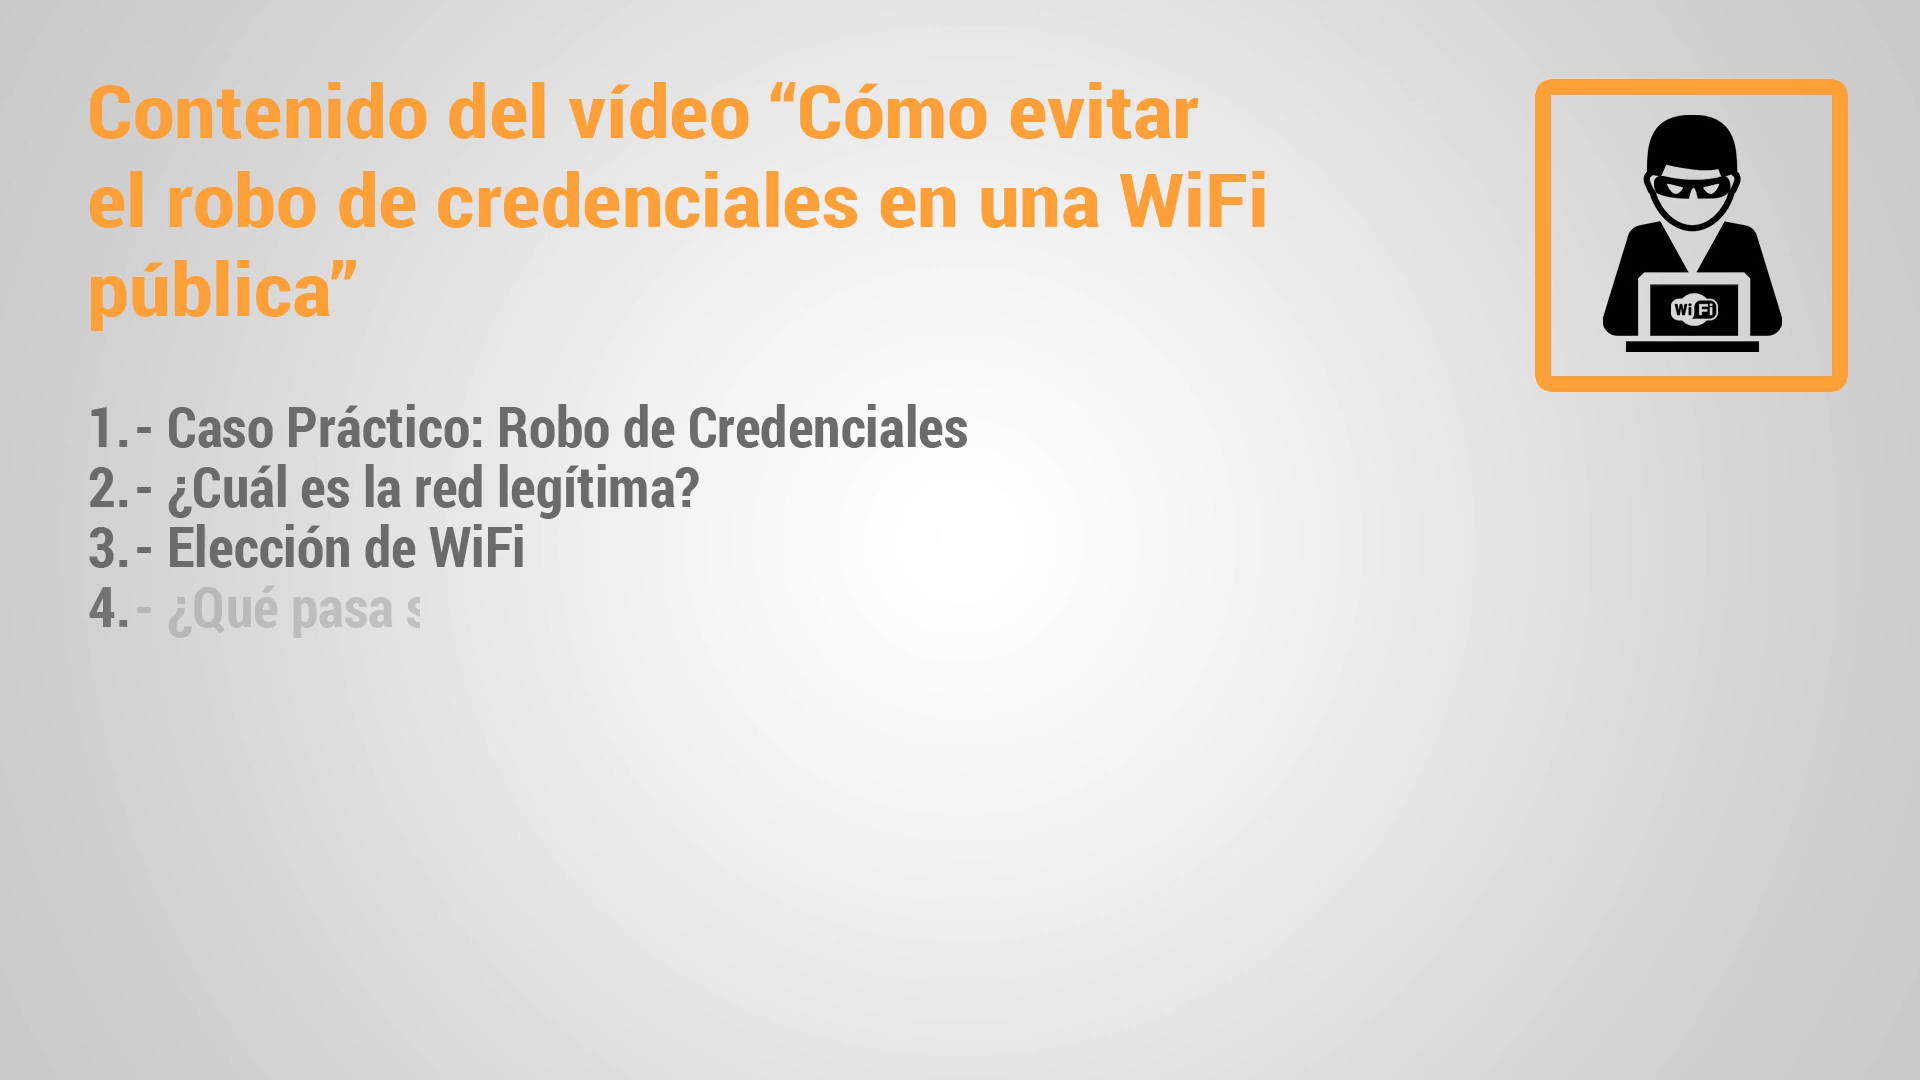 Contenido del vídeo “Cómo evitar
el robo de credenciales en una WiFi
pública”
WiFi
1.- Caso Práctico: Robo de Credenciales
2.- ¿Cuál es la red legítima?
3.- Elección de WiFi
4.- ¿Qué pasa s